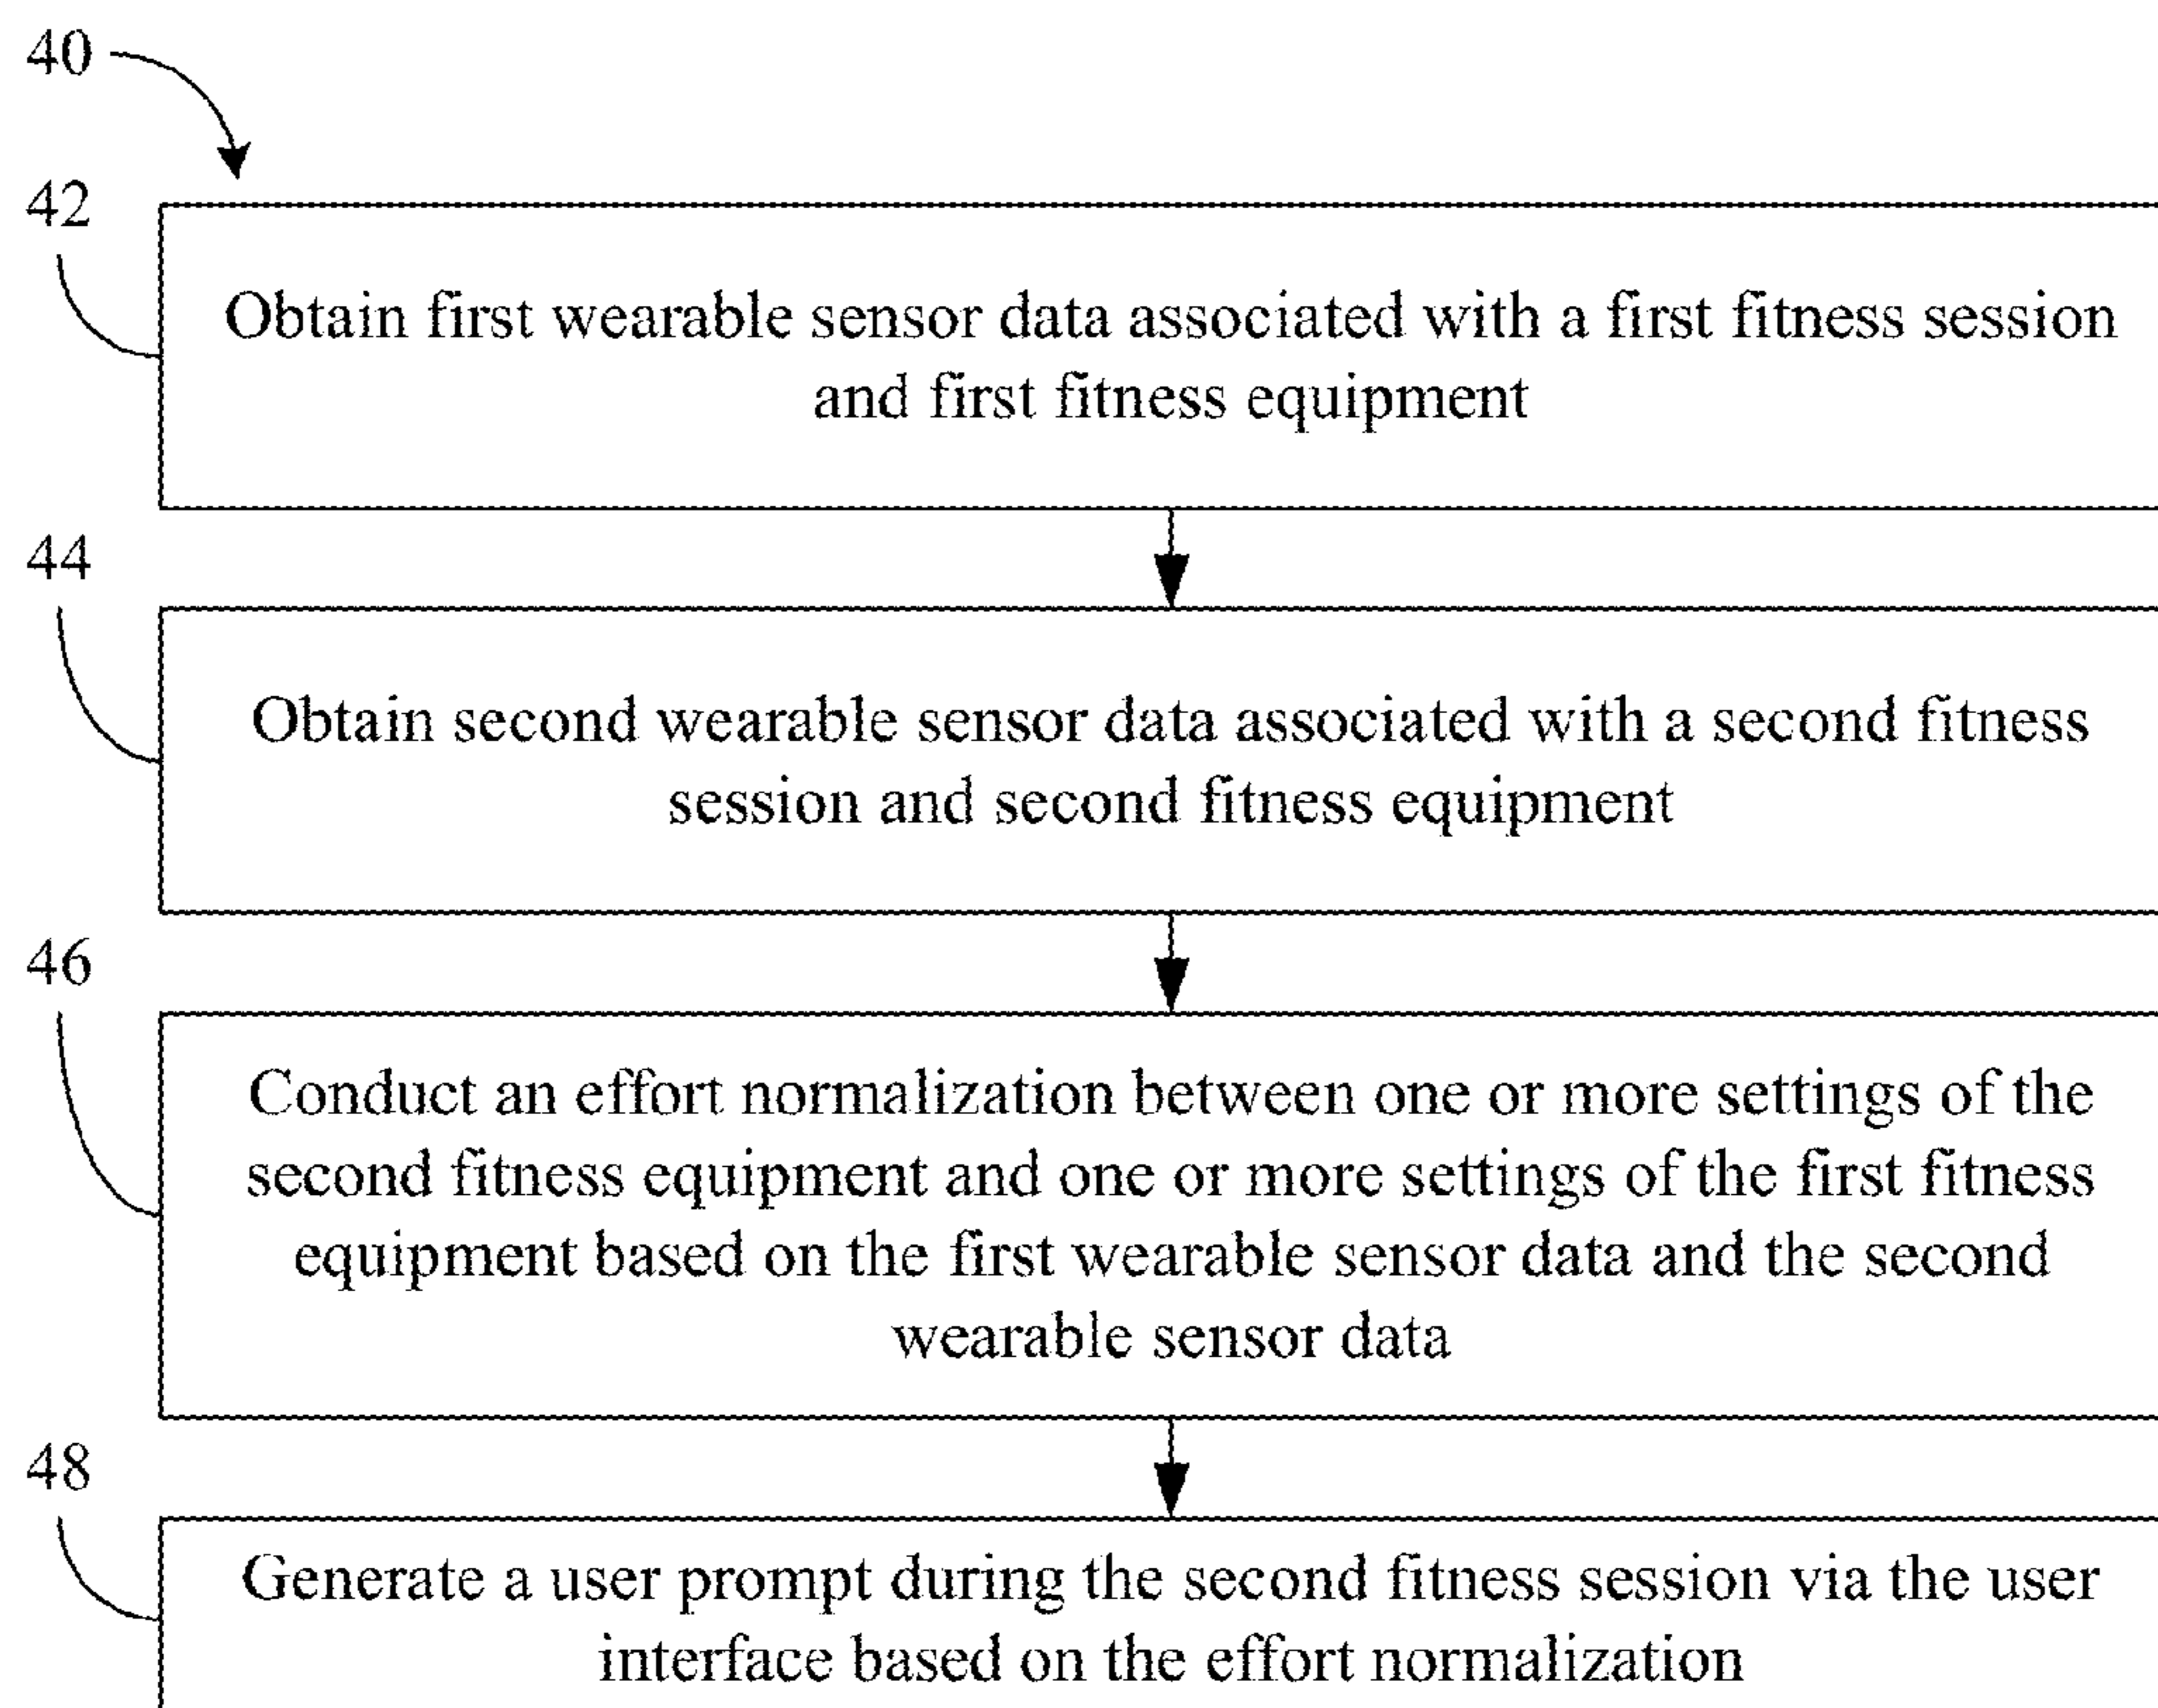 40
42
Obtain first wearable sensor data associated with a first fitness session
and first fitness equipment
44
Obtain second wearable sensor data associated with a second fitness
session and second fitness equipment
46
Conduct an effort normalization between one or more settings of the
second fitness equipment and one or more settings of the first fitness
equipment based on the first wearable sensor data and the second
wearable sensor data
48
Generate a user prompt during the second fitness session via the user
interface based on the effort normalization